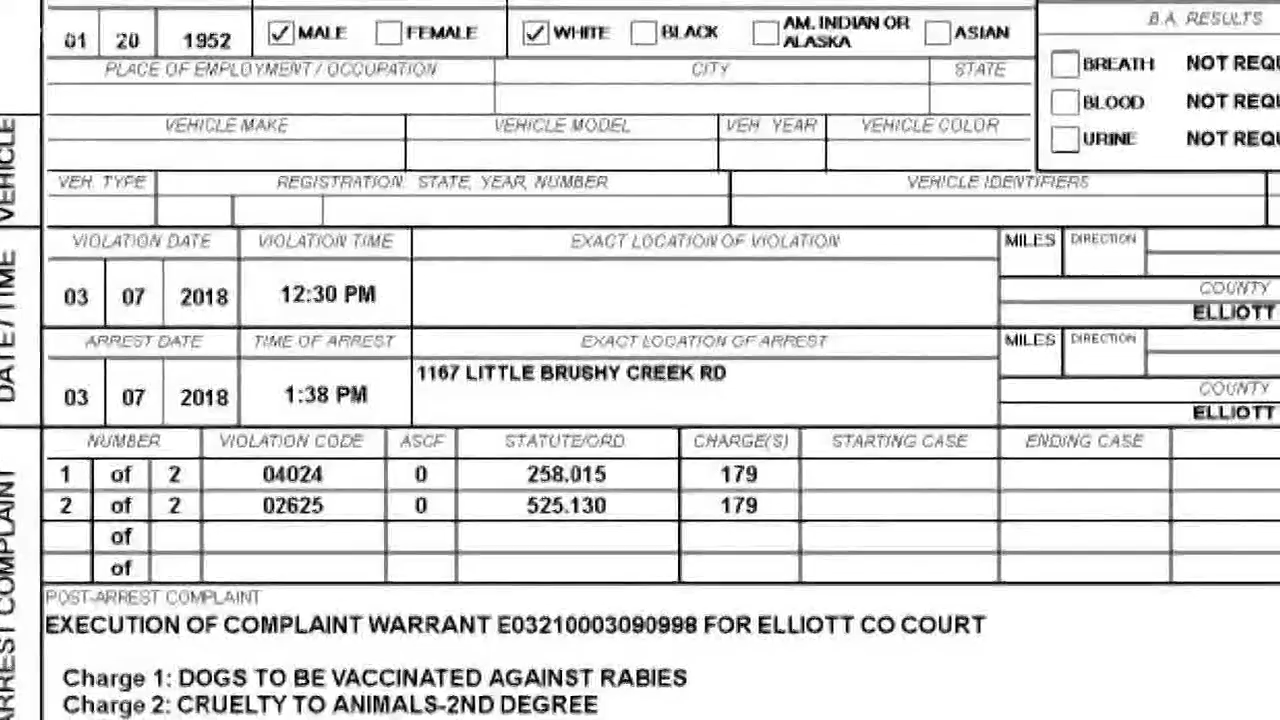 B.A. RESULTS
01 20 1952 MALE FEMALE WHITE BLACK AM. INDIAN OR ALASKA ASIAN
BREATH NOT
PLACE OF EMPLOYMENT / OCCUPATION CITY STATE
BLOOD NOT
VEHICLE MAKE VEHICLE MODEL VEH. YEAR VEHICLE COLOR
URINE NOT
VEHICLE
VEH. TYPE REGISTRATION: STATE, YEAR, NUMBER VEHICLE IDENTIFIERS
DATE/TIME
VIOLATION DATE VIOLATION TIME EXACT LOCATION OF VIOLATION MILES DIRECTION
03 07 2018 12:30 PM COUNTY
ELLIOTT
ARREST DATE TIME OF ARREST EXACT LOCATION OF ARREST MILES DIRECTION
1167 LITTLE BRUSHY CREEK RD
03 07 2018 1:38 PM COUNTY
ELLIOTT
COMPLAINT
NUMBER VIOLATION CODE ASCF STATUTE/ORD CHARGE(S) STARTING CASE ENDING CASE
1 of 2 04024 0 258.015 179
2 of 2 02625 0 525.130 179
of
of
POST-ARREST COMPLAINT
EXECUTION OF COMPLAINT WARRANT E03210003090998 FOR ELLIOTT CO COURT
Charge 1: DOGS TO BE VACCINATED AGAINST RABIES
Charge 2: CRUELTY TO ANIMALS-2ND DEGREE